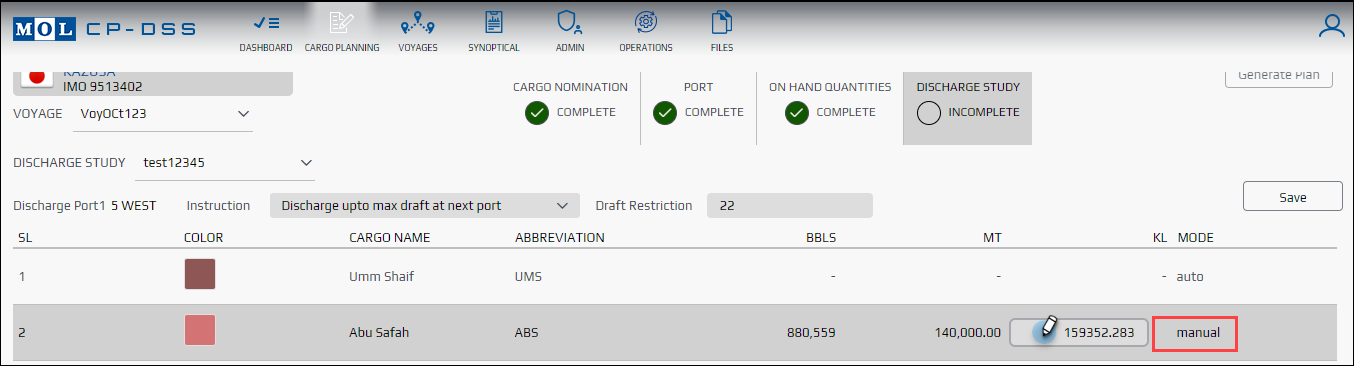 MOL CP-DSS
DASHBOARD CARGO PLANNING VOYAGES SYNOPTICAL ADMIN OPERATIONS FILES
KAZUSA
IMO 9513402
Generate Plan
CARGO NOMINATION PORT ON HAND QUANTITIES DISCHARGE STUDY
COMPLETE COMPLETE COMPLETE INCOMPLETE
VOYAGE VoyOCt123
DISCHARGE STUDY test12345
Discharge Port1 5 WEST Instruction Discharge upto max draft at next port Draft Restriction 22
Save
SL COLOR CARGO NAME ABBREVIATION BBLS MT KL MODE
1 Umm Shaif UMS - - - auto
2 Abu Safah ABS 880,559 140,000.00 159352.283 manual